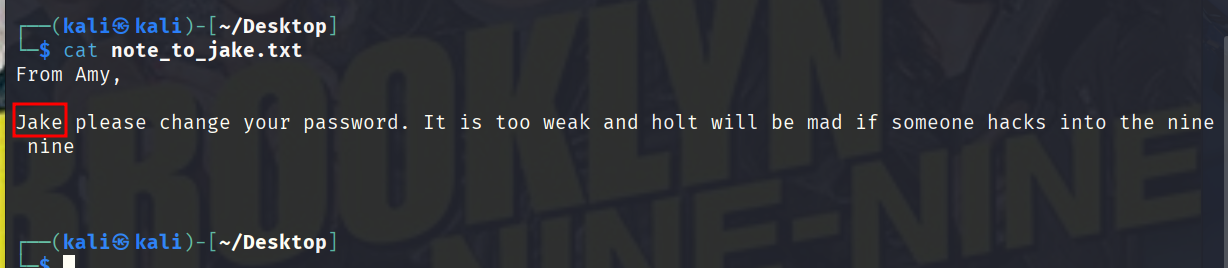 ┌──(kali㉿kali)-[~/Desktop]
└─$ cat note_to_jake.txt
From Amy,
Jake please change your password. It is too weak and holt will be mad if someone hacks into the nine
nine
BROOKLYN
NINE-NINE
┌──(kali㉿kali)-[~/Desktop]
└─$